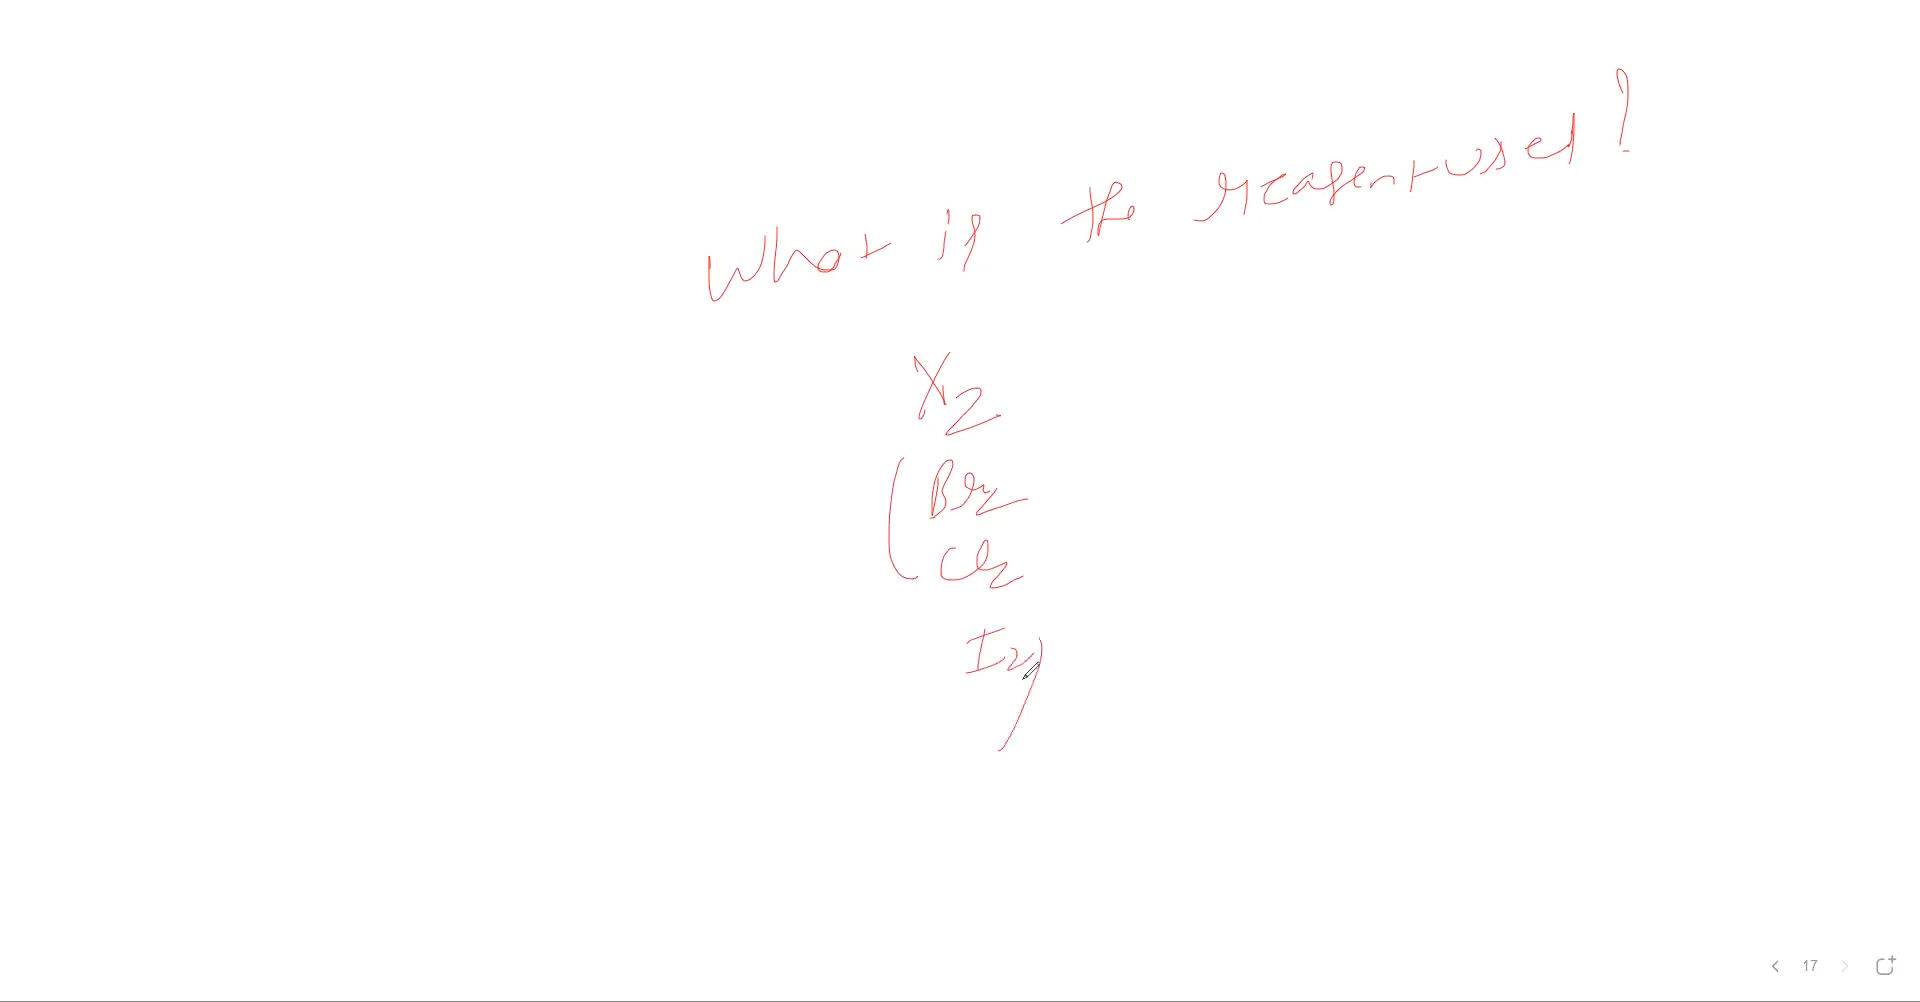 What is the reagent used?
X2
(Br2
Cl2
I2)
17